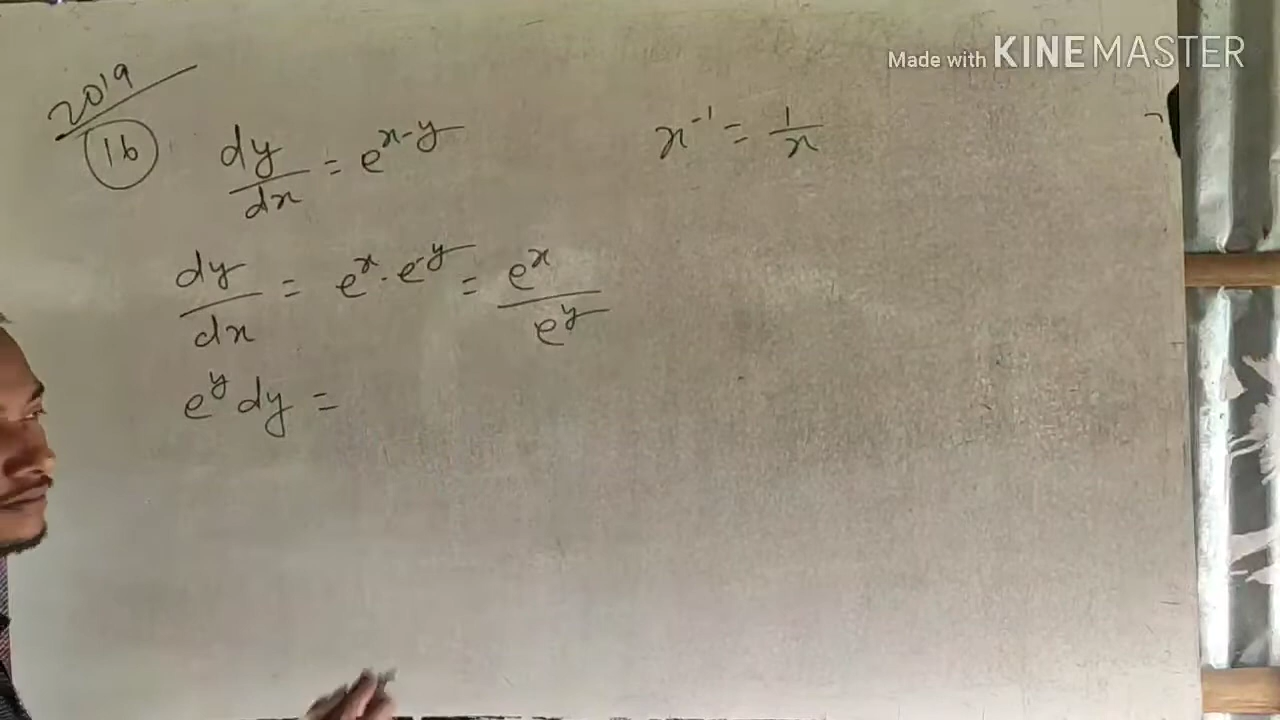 Made with KINEMASTER
2019
16 dy/dx = e^{x-y} x^{-1} = 1/x
dy/dx = e^x · e^{-y} = e^x/e^y
e^y dy =